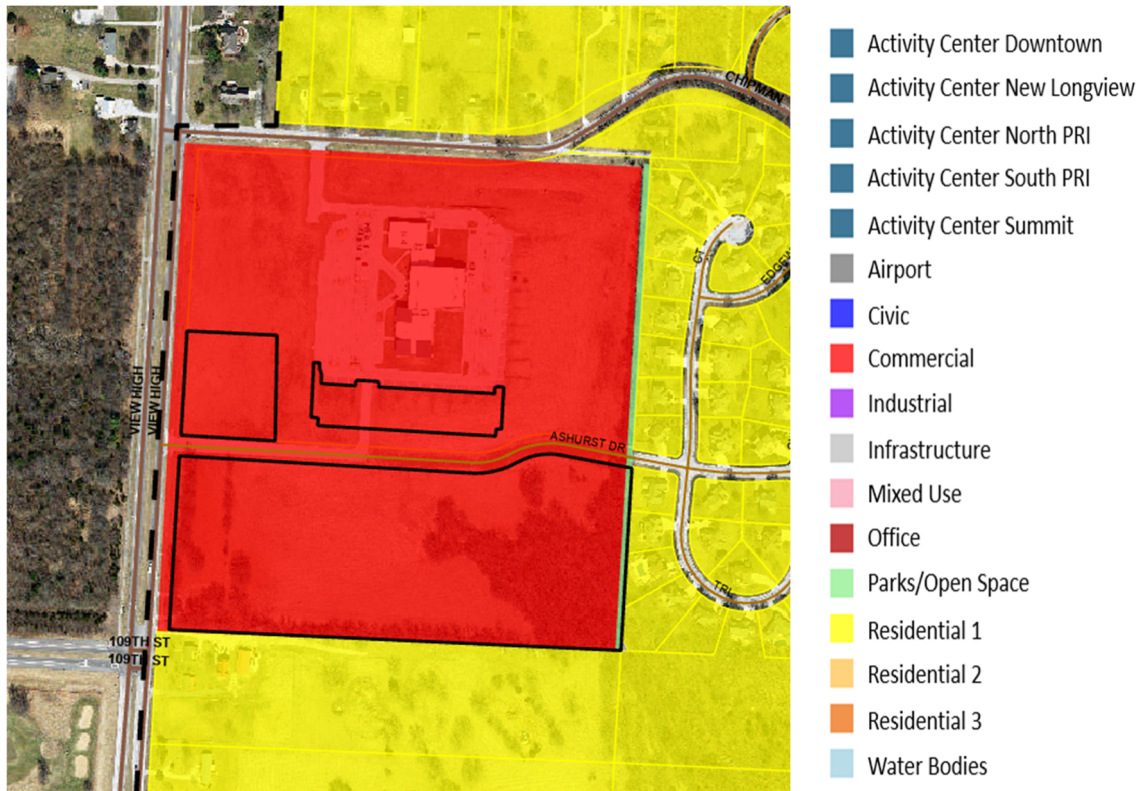 CHIPMAN
CT
VIEW HIGH
VIEW HIGH
ASHURST DR
TRL
109TH ST
109TH ST
Activity Center Downtown
Activity Center New Longview
Activity Center North PRI
Activity Center South PRI
Activity Center Summit
Airport
Civic
Commercial
Industrial
Infrastructure
Mixed Use
Office
Parks/Open Space
Residential 1
Residential 2
Residential 3
Water Bodies